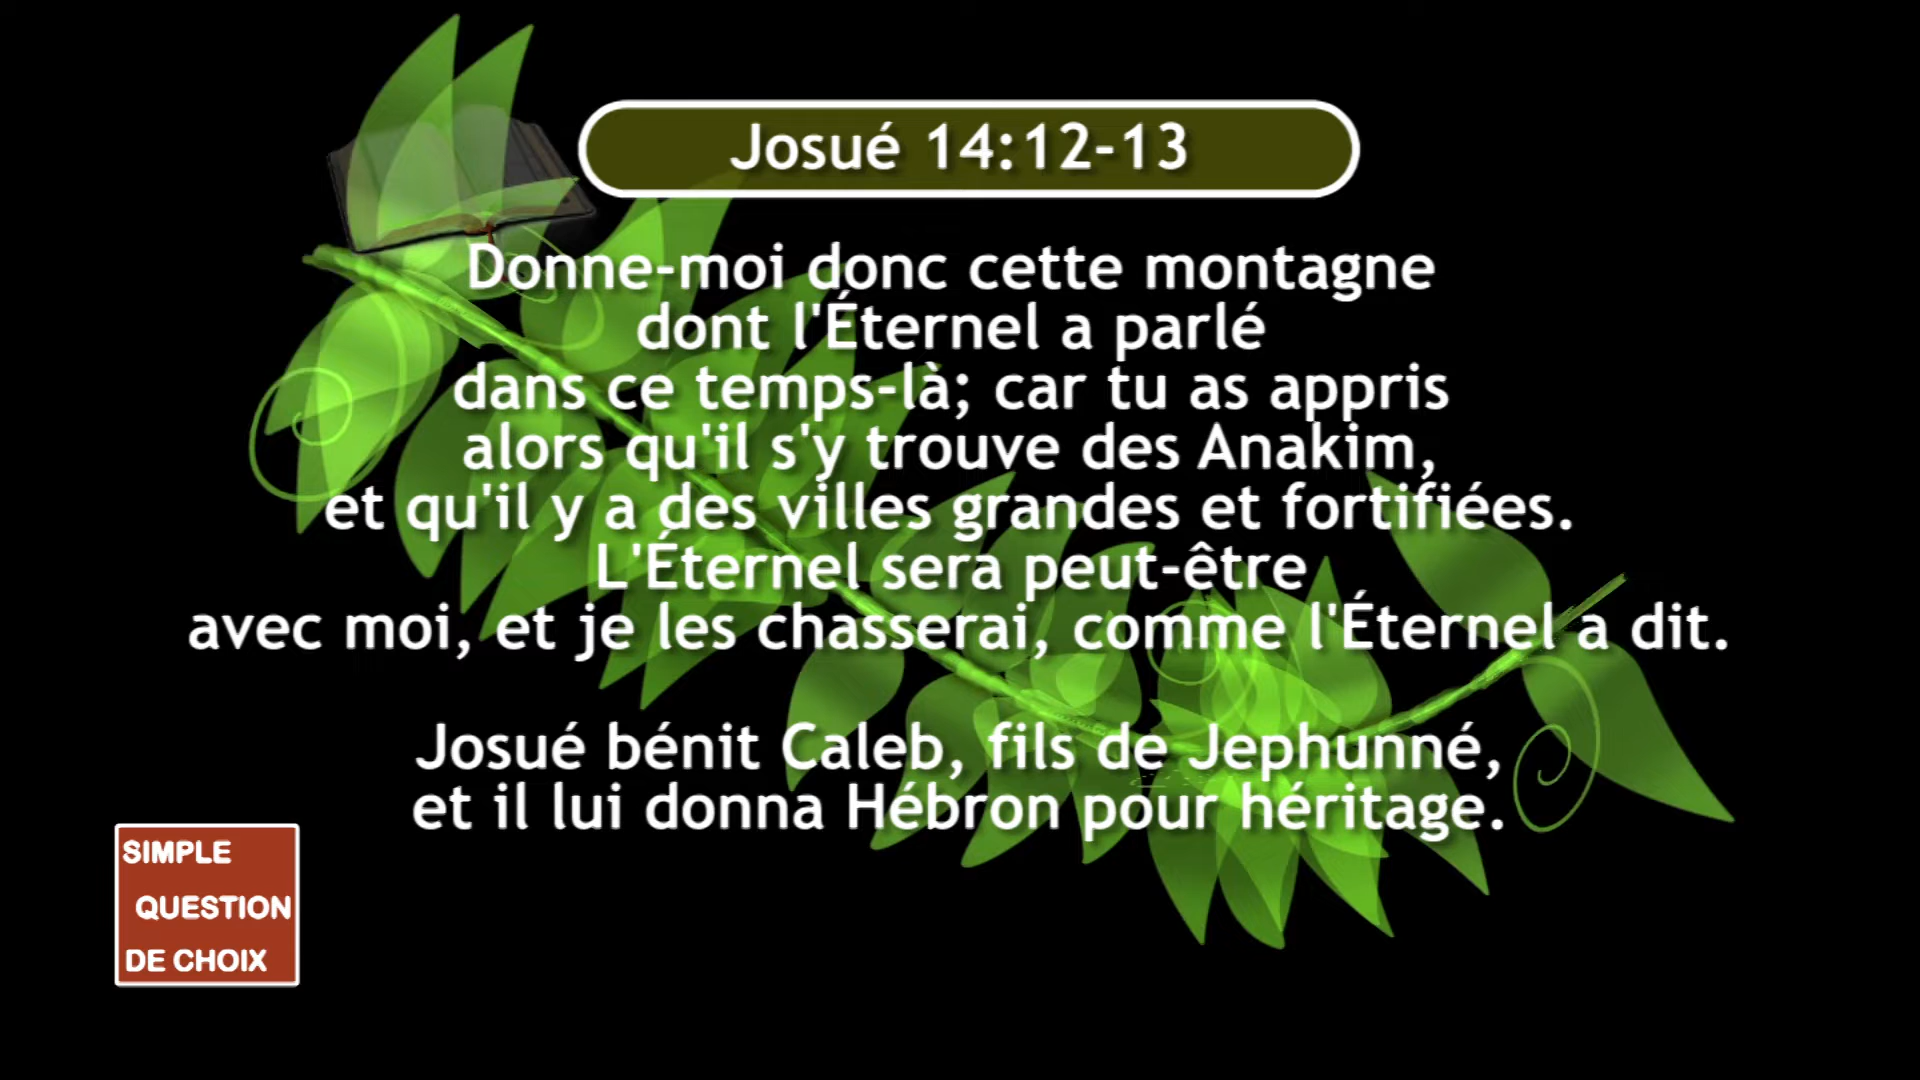 Josué 14:12-13
Donne-moi donc cette montagne
dont l'Éternel a parlé
dans ce temps-là; car tu as appris
alors qu'il s'y trouve des Anakim,
et qu'il y a des villes grandes et fortifiées.
L'Éternel sera peut-être
avec moi, et je les chasserai, comme l'Éternel a dit.
Josué bénit Caleb, fils de Jephunné,
et il lui donna Hébron pour héritage.
SIMPLE
QUESTION
DE CHOIX